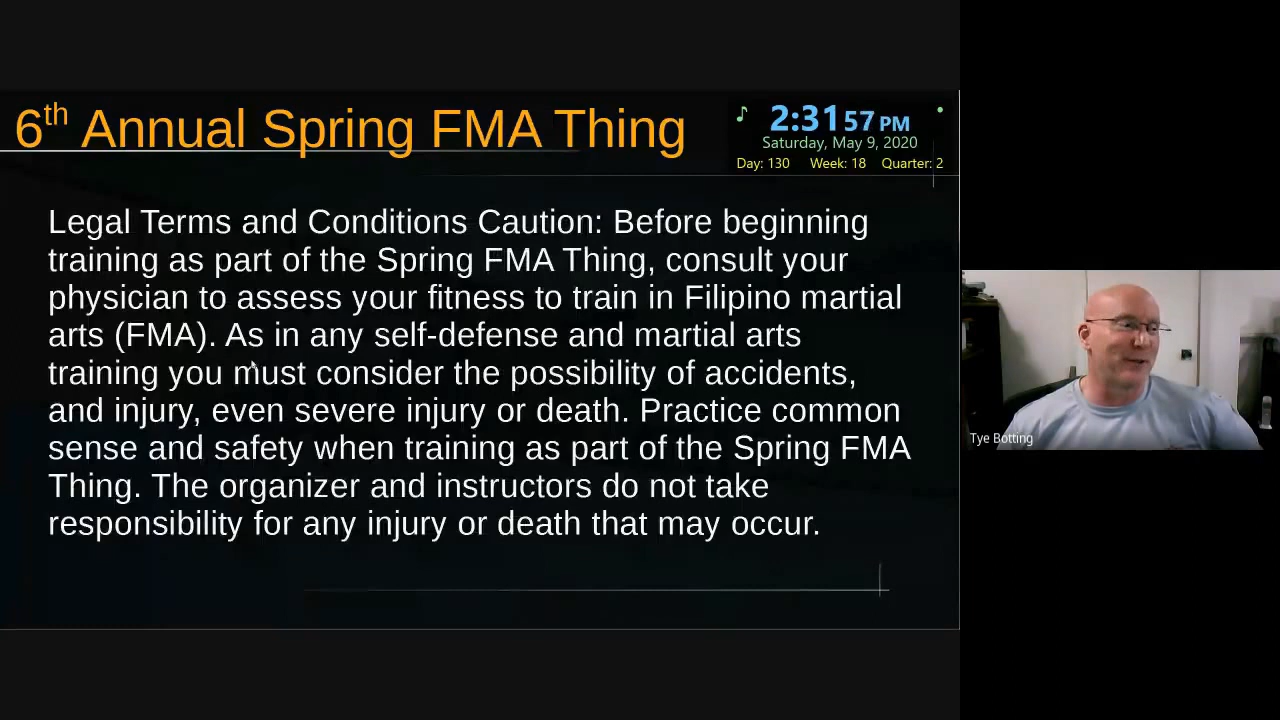 6th Annual Spring FMA Thing
2:31 57 PM
Saturday, May 9, 2020
Day: 130 Week: 18 Quarter: 2
Legal Terms and Conditions Caution: Before beginning
training as part of the Spring FMA Thing, consult your
physician to assess your fitness to train in Filipino martial
arts (FMA). As in any self-defense and martial arts
training you must consider the possibility of accidents,
and injury, even severe injury or death. Practice common
sense and safety when training as part of the Spring FMA
Thing. The organizer and instructors do not take
responsibility for any injury or death that may occur.
Tye Botting